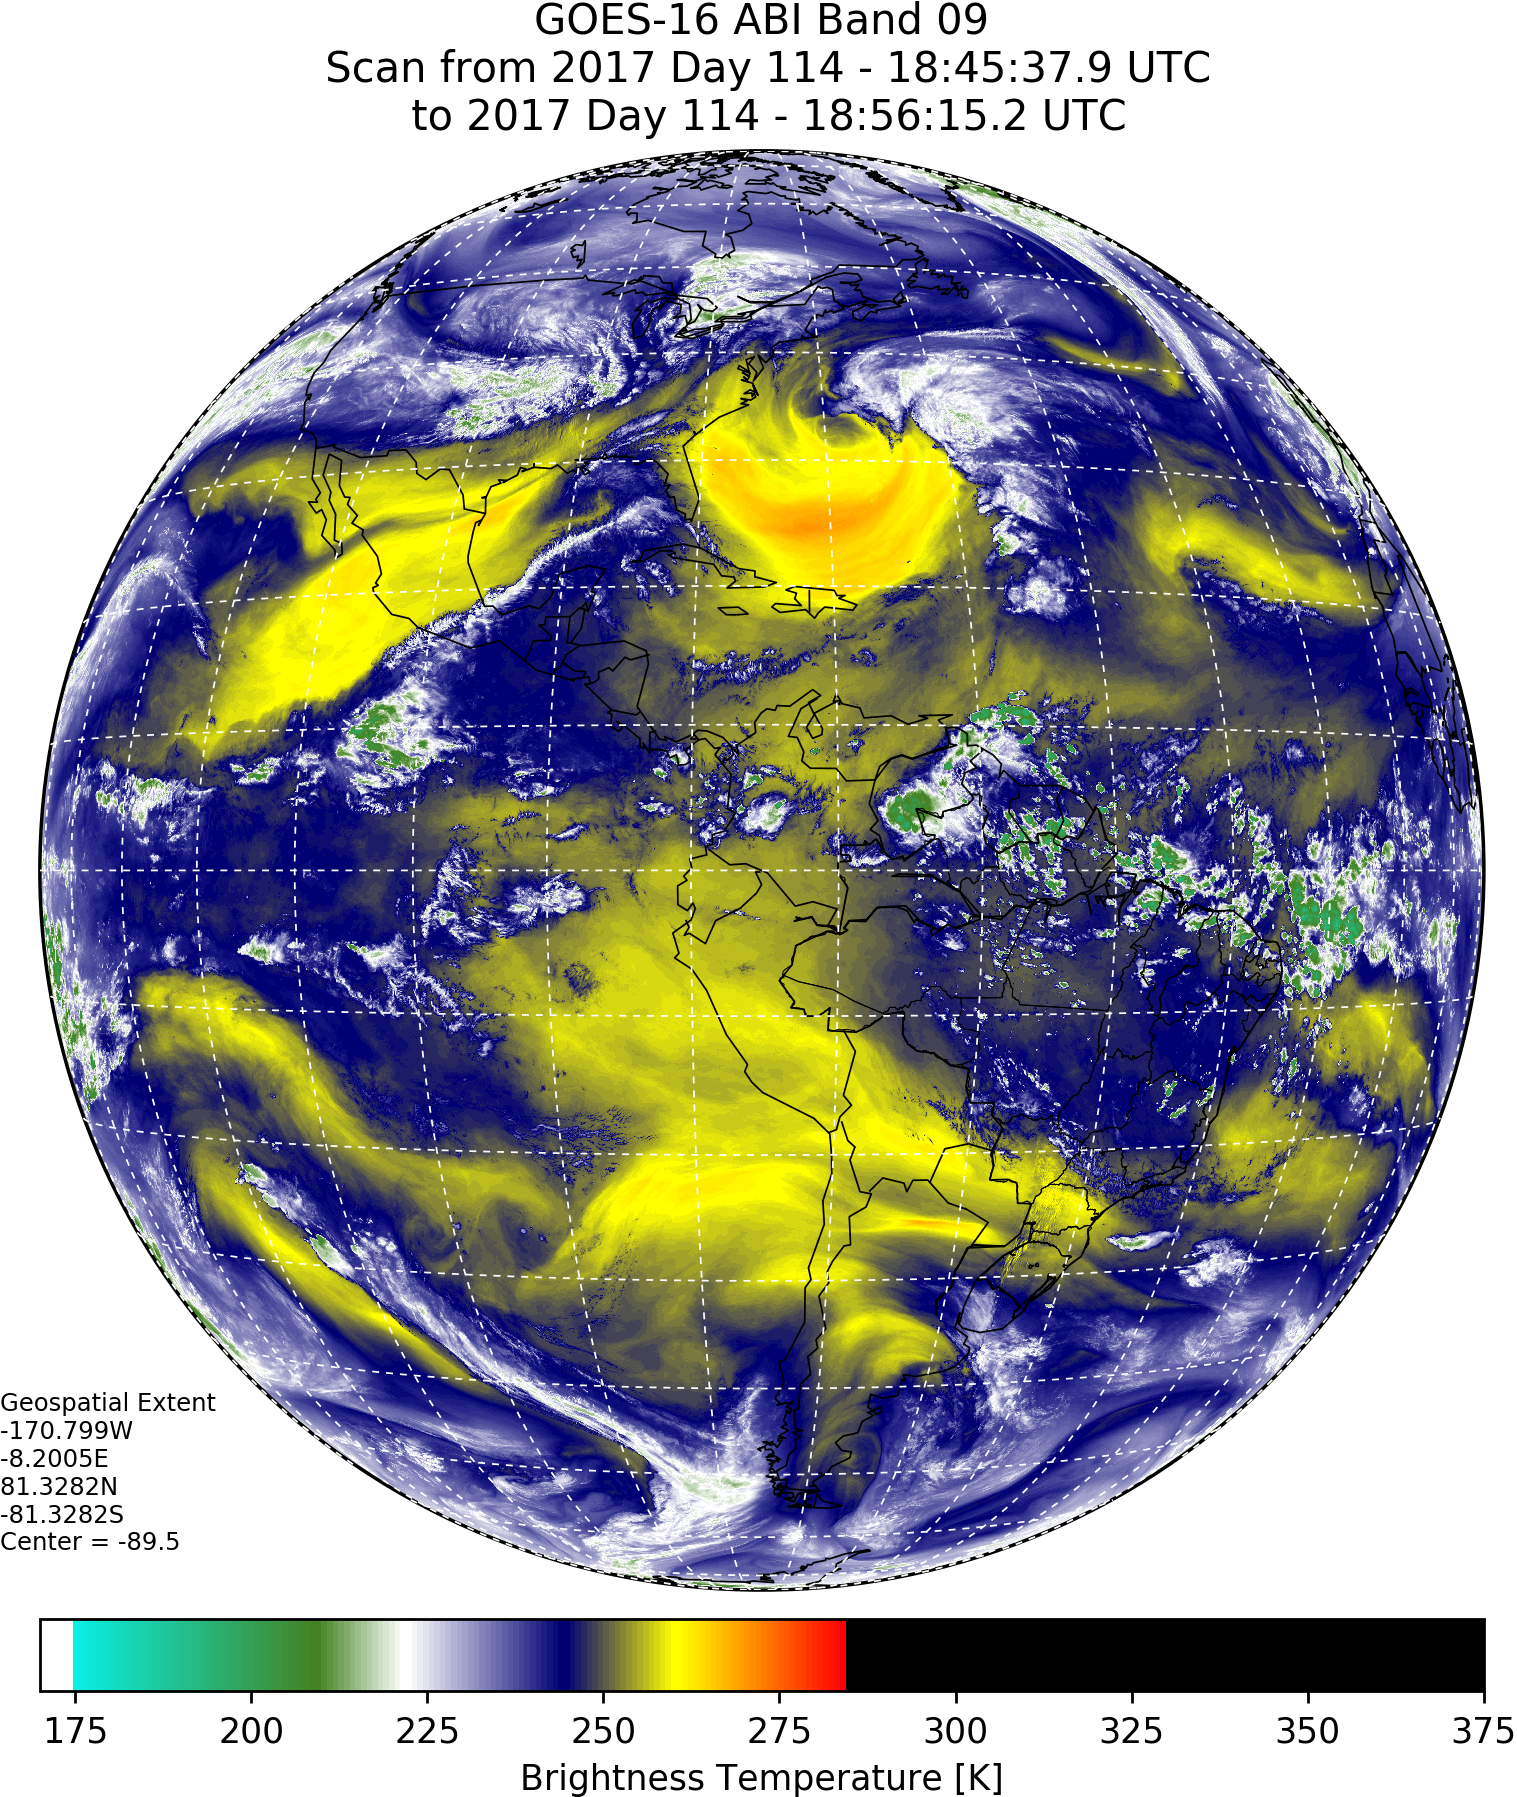 GOES-16 ABI Band 09
Scan from 2017 Day 114 - 18:45:37.9 UTC
to 2017 Day 114 - 18:56:15.2 UTC
Geospatial Extent
-170.799W
-8.2005E
81.3282N
-81.3282S
Center = -89.5
175 200 225 250 275 300 325 350 375
Brightness Temperature [K]